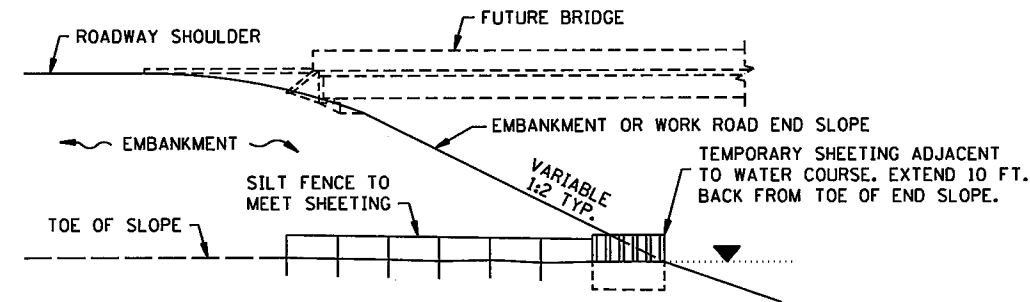 FUTURE BRIDGE
ROADWAY SHOULDER
EMBANKMENT OR WORK ROAD END SLOPE
EMBANKMENT
TEMPORARY SHEETING ADJACENT
TO WATER COURSE. EXTEND 10 FT.
BACK FROM TOE OF END SLOPE.
VARIABLE
1:2 TYP.
SILT FENCE TO
MEET SHEETING
TOE OF SLOPE